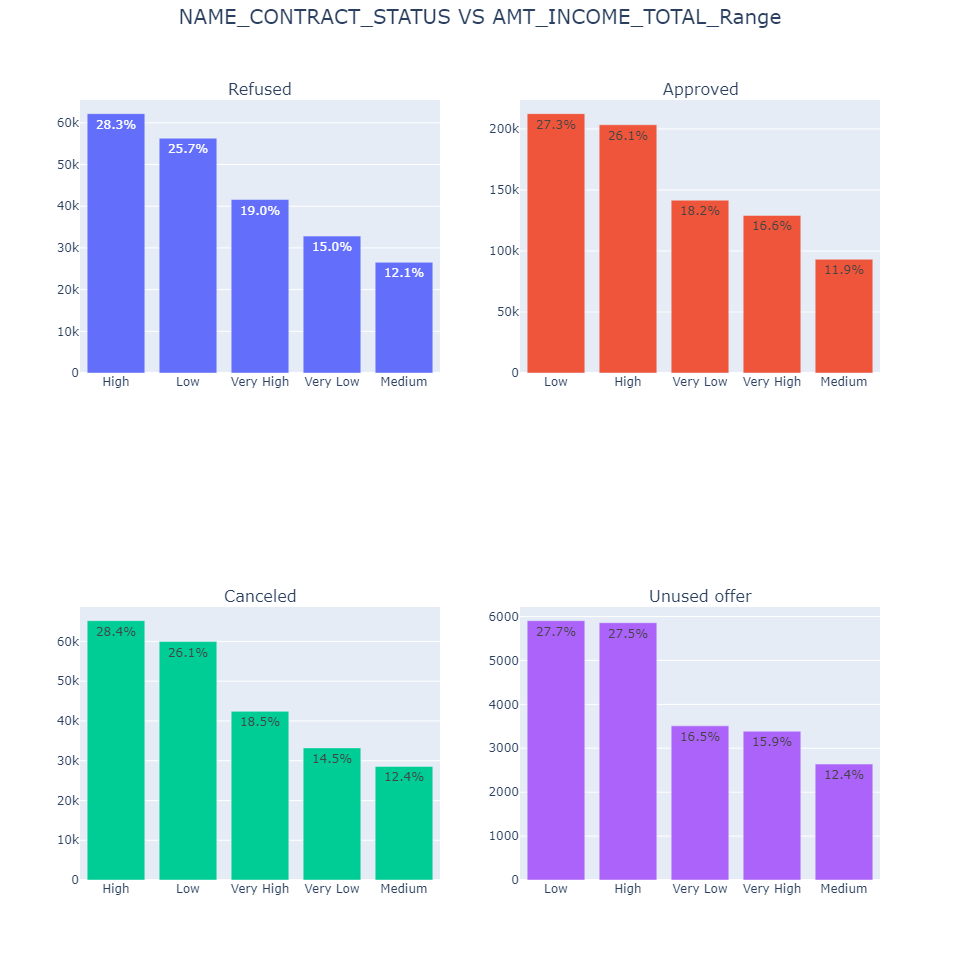 NAME_CONTRACT_STATUS VS AMT_INCOME_TOTAL_Range
Refused
60k
50k
40k
30k
20k
10k
0
28.3%
25.7%
19.0%
15.0%
12.1%
High Low Very High Very Low Medium
Approved
200k
150k
100k
50k
0
27.3%
26.1%
18.2%
16.6%
11.9%
Low High Very Low Very High Medium
Canceled
60k
50k
40k
30k
20k
10k
0
28.4%
26.1%
18.5%
14.5%
12.4%
High Low Very High Very Low Medium
Unused offer
6000
5000
4000
3000
2000
1000
0
27.7%
27.5%
16.5%
15.9%
12.4%
Low High Very Low Very High Medium